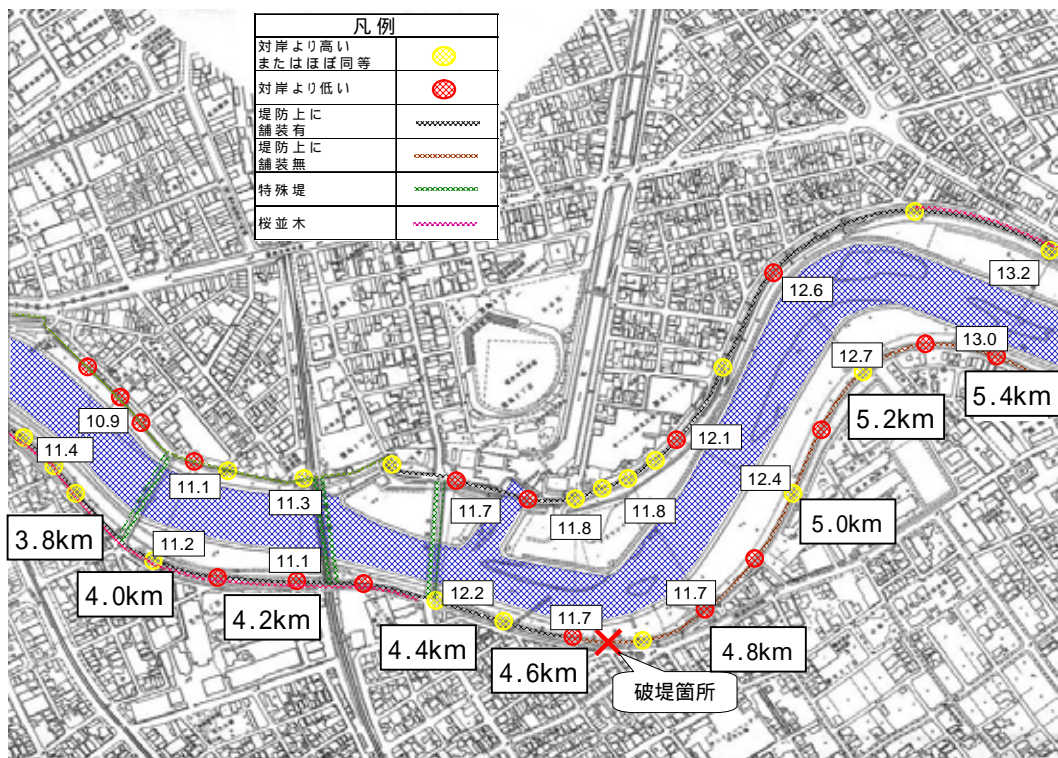 凡例
対岸より高い
またはほぼ同等
対岸より低い
堤防上に
舗装有
堤防上に
舗装無
特殊堤
桜並木
13.2
12.6
13.0
12.7
5.4km
5.2km
10.9
12.1
11.4
11.1
11.3
11.7
12.4
11.8
11.8
5.0km
3.8km
11.2
11.1
4.0km
12.2
11.7
11.7
4.2km
4.4km
4.6km
4.8km
破堤箇所